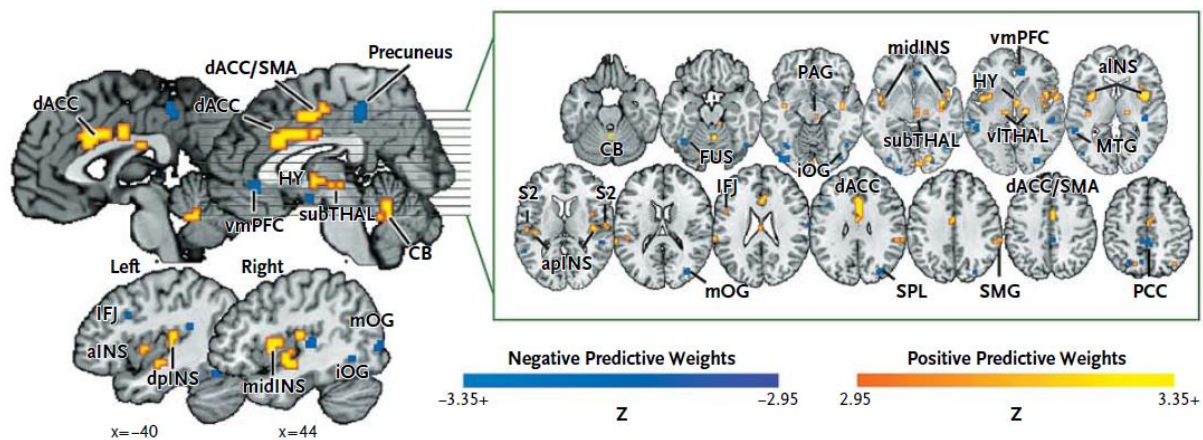 Precuneus
dACC/SMA
dACC
dACC
HY
subTHAL
vmPFC
CB
Left
Right
IFJ
aINS
dpINS
midINS
mOG
iOG
x=−40
x=44
vmPFC
midINS
aINS
PAG
HY
subTHAL
vlTHAL
MTG
CB
FUS
iOG
S2
S2
IFJ
dACC
dACC/SMA
apINS
mOG
SPL
SMG
PCC
Negative Predictive Weights
−3.35+
−2.95
Z
Positive Predictive Weights
2.95
3.35+
Z